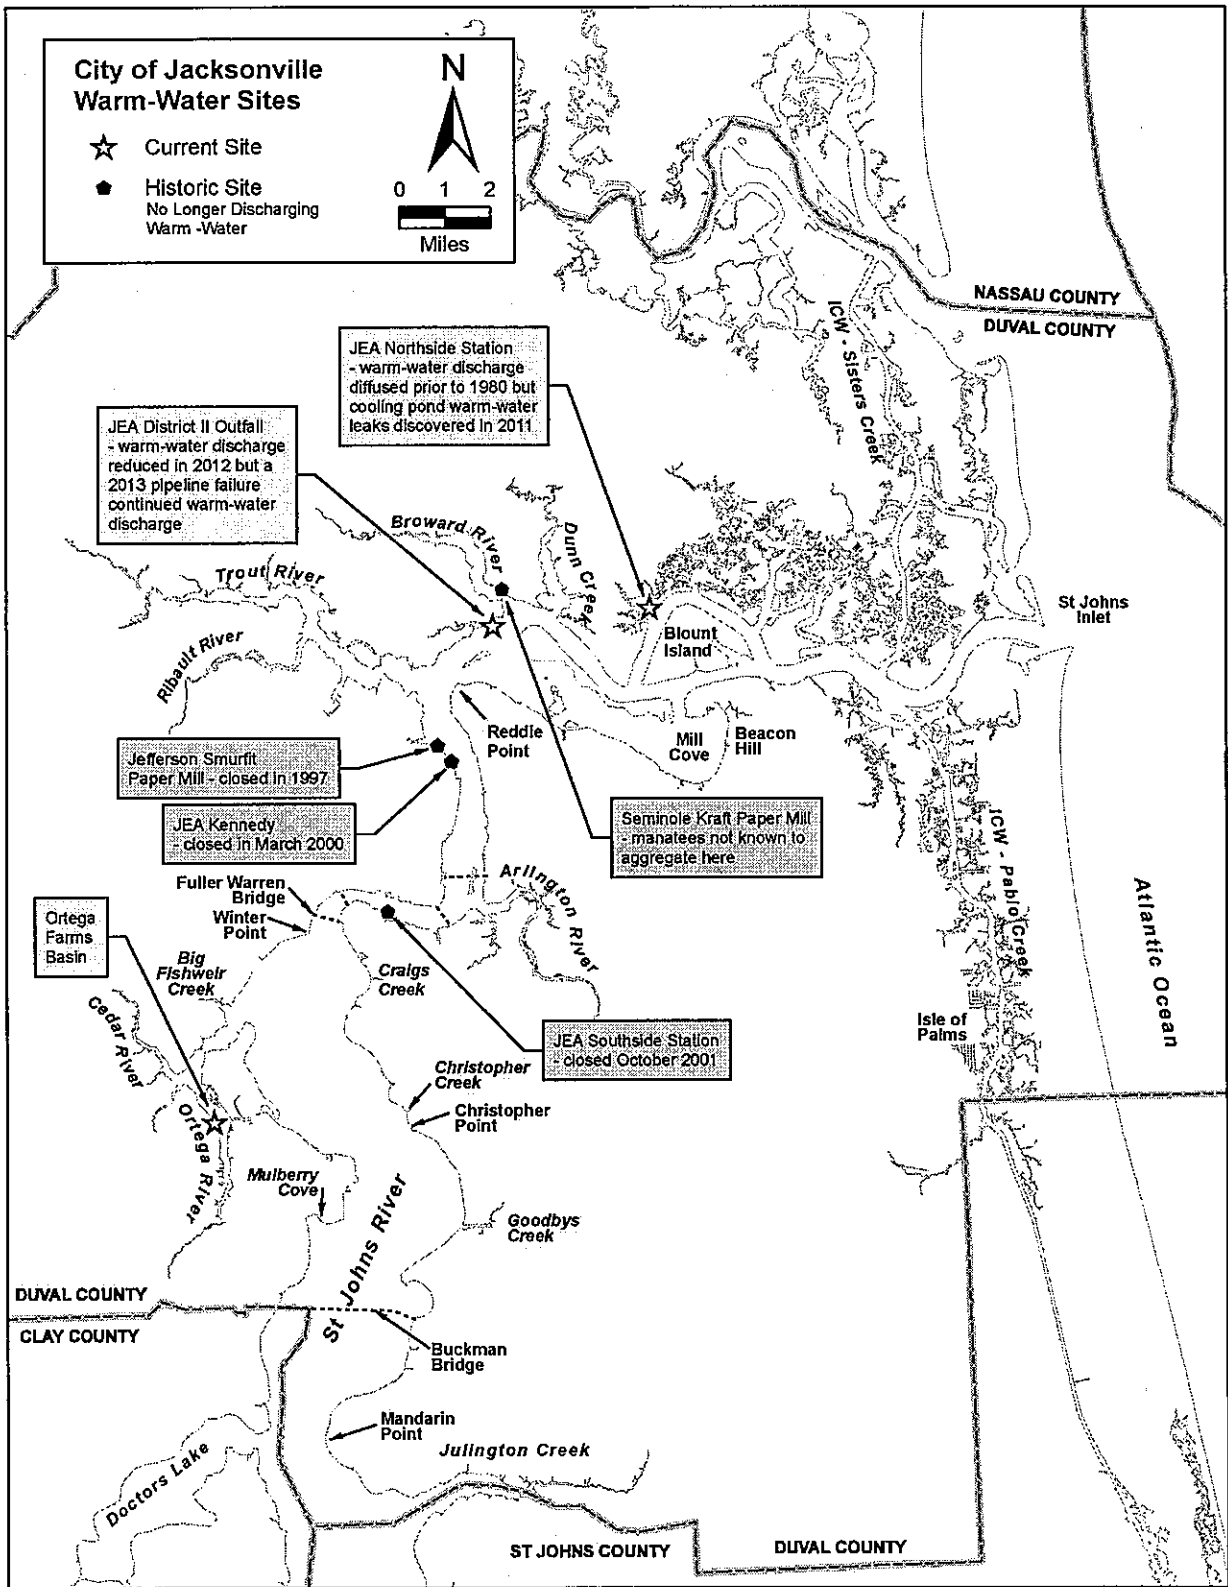 City of Jacksonville
Warm-Water Sites
Current Site
Historic Site
No Longer Discharging
Warm -Water
N
0 1 2
Miles
NASSAU COUNTY
DUVAL COUNTY
ICW - Sisters Creek
JEA Northside Station
- warm-water discharge
diffused prior to 1980 but
cooling pond warm-water
leaks discovered in 2011
JEA District II Outfall
- warm-water discharge
reduced in 2012 but a
2013 pipeline failure
continued warm-water
discharge
Broward River
Dunn Creek
Trout River
Ribault River
St Johns
Inlet
Blount
Island
Reddie
Point
Mill
Cove
Beacon
Hill
Jefferson Smurfit
Paper Mill - closed in 1997
JEA Kennedy
- closed in March 2000
Seminole Kraft Paper Mill
- manatees not known to
aggregate here
ICW - Pablo Creek
Atlantic Ocean
Fuller Warren
Bridge
Winter
Point
Arlington River
Ortega
Farms
Basin
Big
Fishweir
Creek
Craigs
Creek
Cedar River
Isle of
Palms
JEA Southside Station
- closed October 2001
Christopher
Creek
Christopher
Point
Ortega River
Mulberry
Cove
St Johns River
Goodbys
Creek
DUVAL COUNTY
CLAY COUNTY
Buckman
Bridge
Mandarin
Point
Julington Creek
Doctors Lake
ST JOHNS COUNTY
DUVAL COUNTY